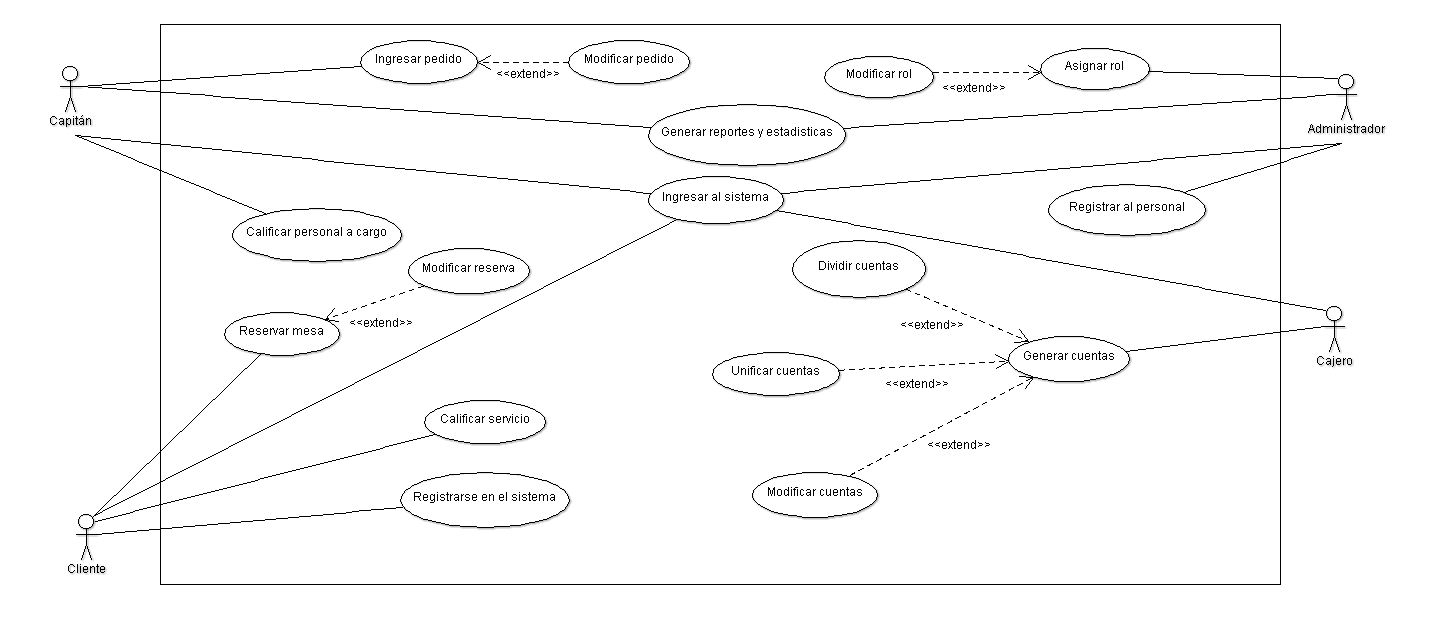 Ingresar pedido
<<extend>>
Modificar pedido
Modificar rol
<<extend>>
Asignar rol
Capitán
Administrador
Generar reportes y estadisticas
Ingresar al sistema
Registrar al personal
Calificar personal a cargo
Modificar reserva
Dividir cuentas
<<extend>>
Reservar mesa
<<extend>>
Generar cuentas
Cajero
Unificar cuentas
<<extend>>
Calificar servicio
<<extend>>
Modificar cuentas
Registrarse en el sistema
Cliente